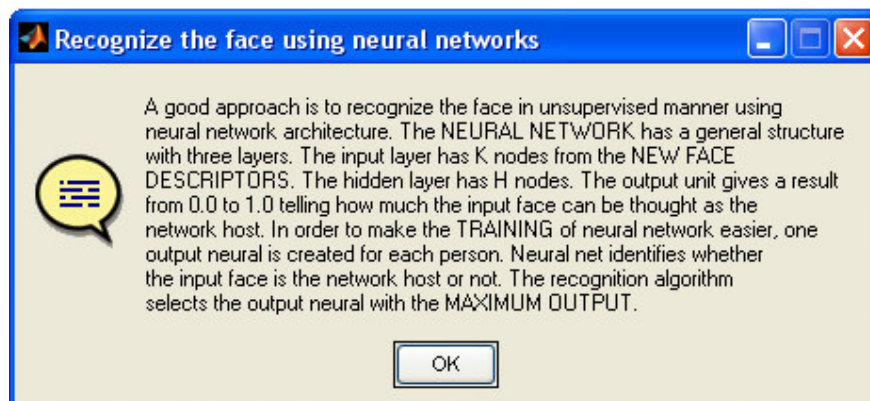 Recognize the face using neural networks
A good approach is to recognize the face in unsupervised manner using
neural network architecture. The NEURAL NETWORK has a general structure
with three layers. The input layer has K nodes from the NEW FACE
DESCRIPTORS. The hidden layer has H nodes. The output unit gives a result
from 0.0 to 1.0 telling how much the input face can be thought as the
network host. In order to make the TRAINING of neural network easier, one
output neural is created for each person. Neural net identifies whether
the input face is the network host or not. The recognition algorithm
selects the output neural with the MAXIMUM OUTPUT.
OK